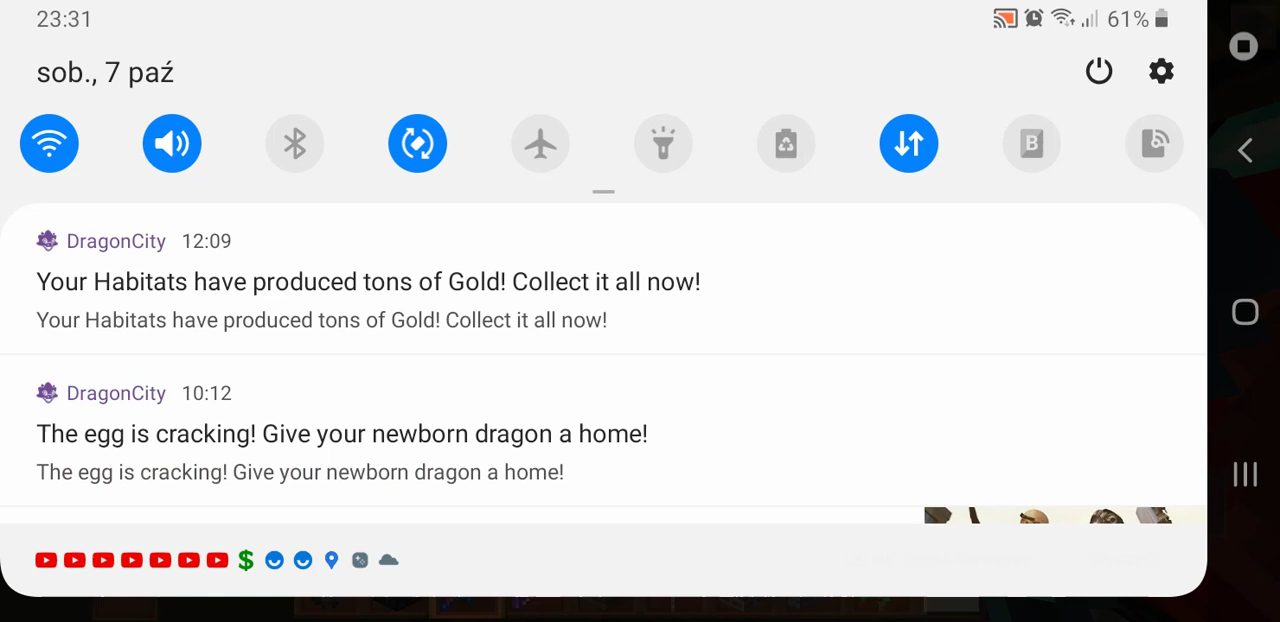 23:31
61%
sob., 7 paź
B
DragonCity 12:09
Your Habitats have produced tons of Gold! Collect it all now!
Your Habitats have produced tons of Gold! Collect it all now!
DragonCity 10:12
The egg is cracking! Give your newborn dragon a home!
The egg is cracking! Give your newborn dragon a home!
$